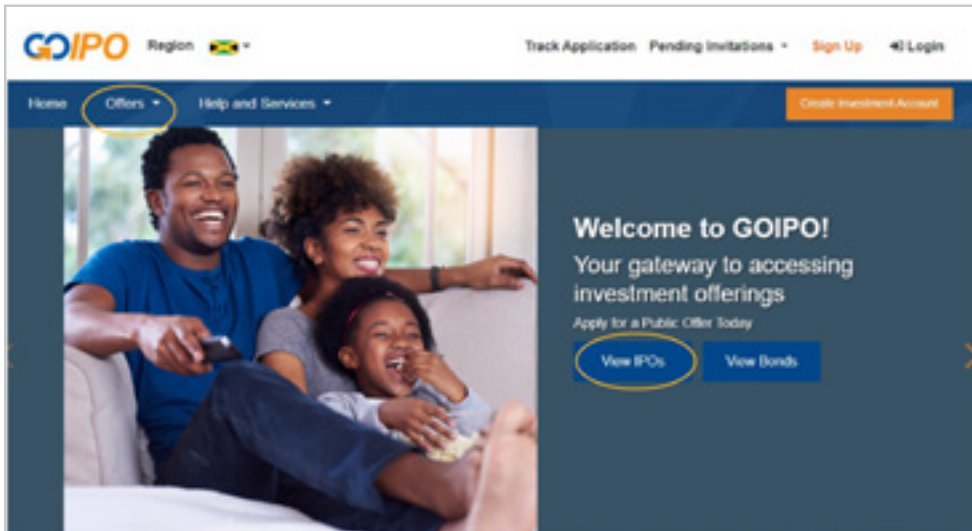 GOIPO Region Track Application Pending Invitations Sign Up Login
Home Offers Help and Services Create Investment Account
Welcome to GOIPO!
Your gateway to accessing
investment offerings
Apply for a Public Offer Today
View IPOs View Bonds